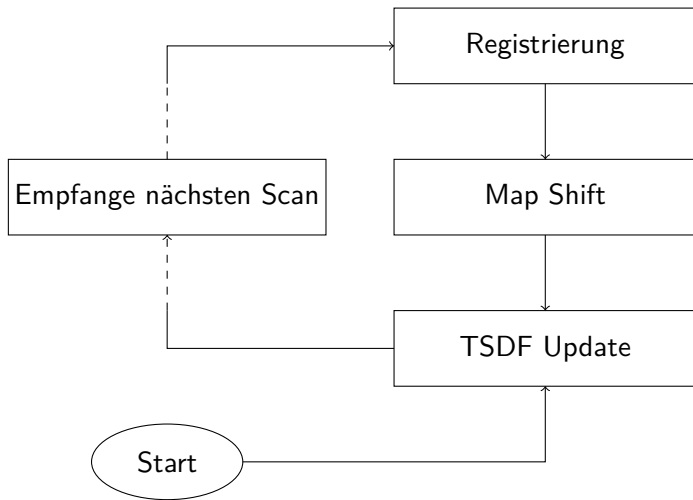 Registrierung
Empfange nächsten Scan
Map Shift
TSDF Update
Start